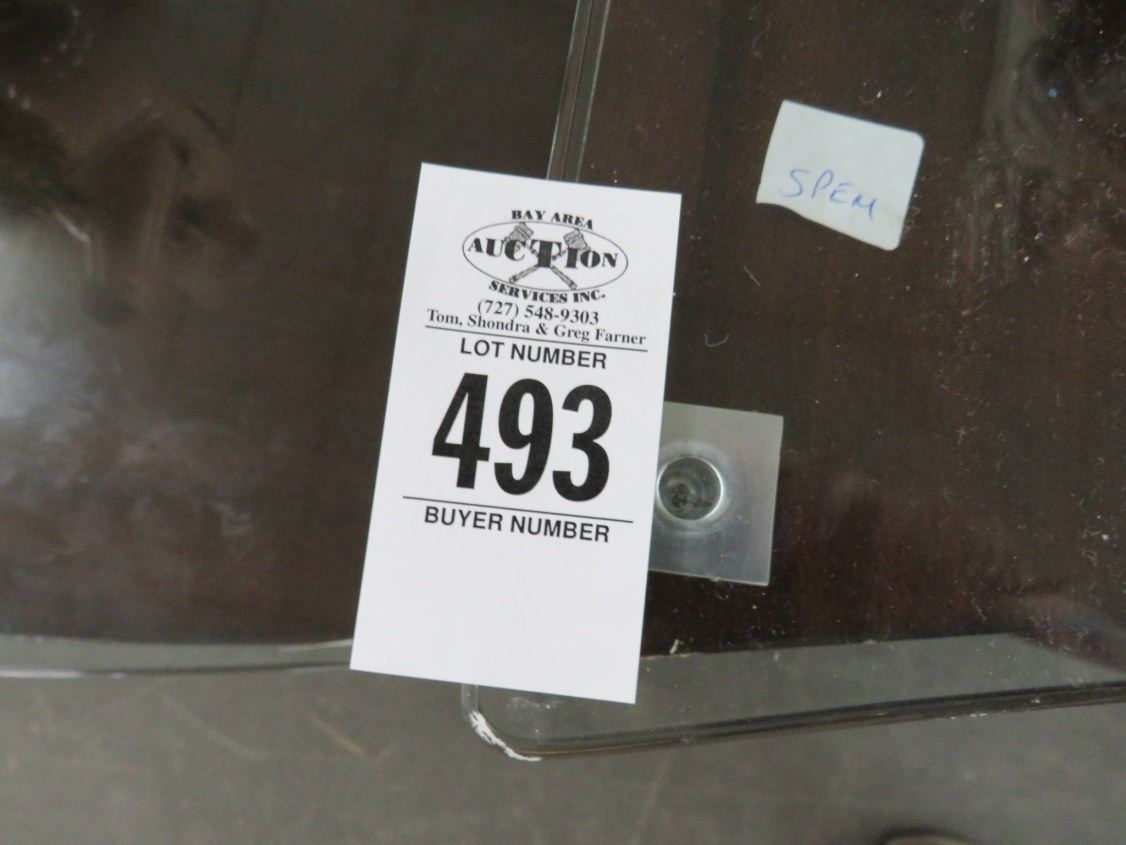 BAY AREA
AUCTION
SERVICES INC.
(727) 548-9303
Tom, Shondra & Greg Farner
LOT NUMBER
493
BUYER NUMBER
SPEM